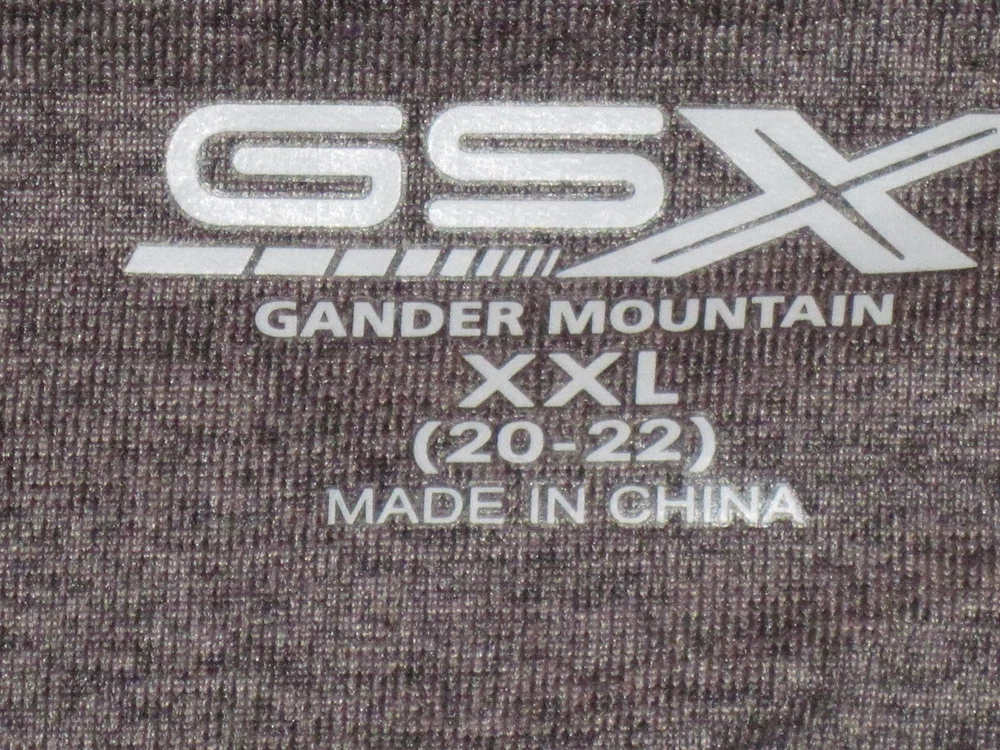 GSX
GANDER MOUNTAIN
XXL
(20-22)
MADE IN CHINA